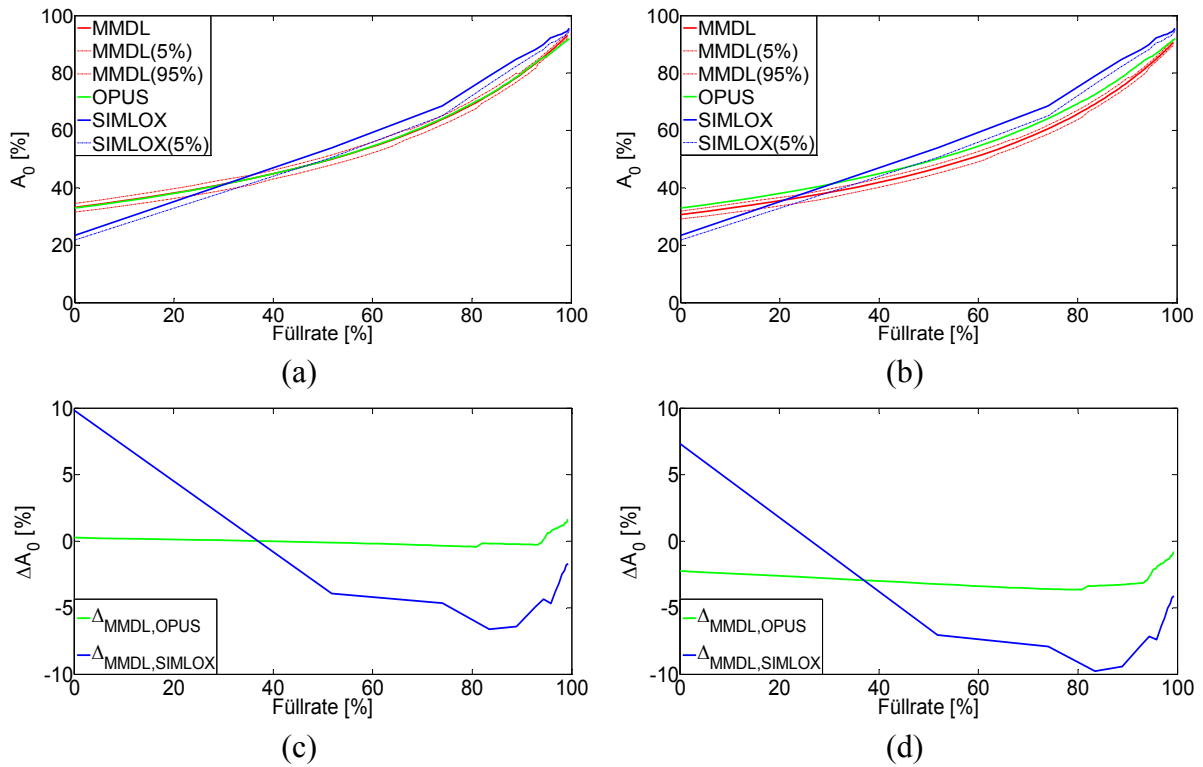 100
80
60
40
20
0
A0 [%]
MMDL
MMDL(5%)
MMDL(95%)
OPUS
SIMLOX
SIMLOX(5%)
0 20 40 60 80 100
Füllrate [%]
(a)
100
80
60
40
20
0
A0 [%]
MMDL
MMDL(5%)
MMDL(95%)
OPUS
SIMLOX
SIMLOX(5%)
0 20 40 60 80 100
Füllrate [%]
(b)
10
5
0
-5
-10
ΔA0 [%]
ΔMMDL,OPUS
ΔMMDL,SIMLOX
0 20 40 60 80 100
Füllrate [%]
(c)
10
5
0
-5
-10
ΔA0 [%]
ΔMMDL,OPUS
ΔMMDL,SIMLOX
0 20 40 60 80 100
Füllrate [%]
(d)